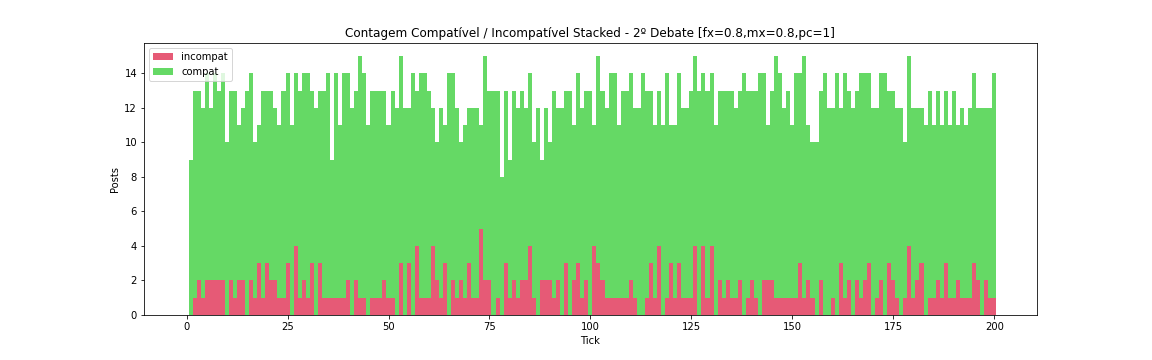 Contagem Compatível / Incompatível Stacked - 2º Debate [fx=0.8,mx=0.8,pc=1]
incompat
compat
14
12
10
8
6
4
2
0
Posts
0 25 50 75 100 125 150 175 200
Tick